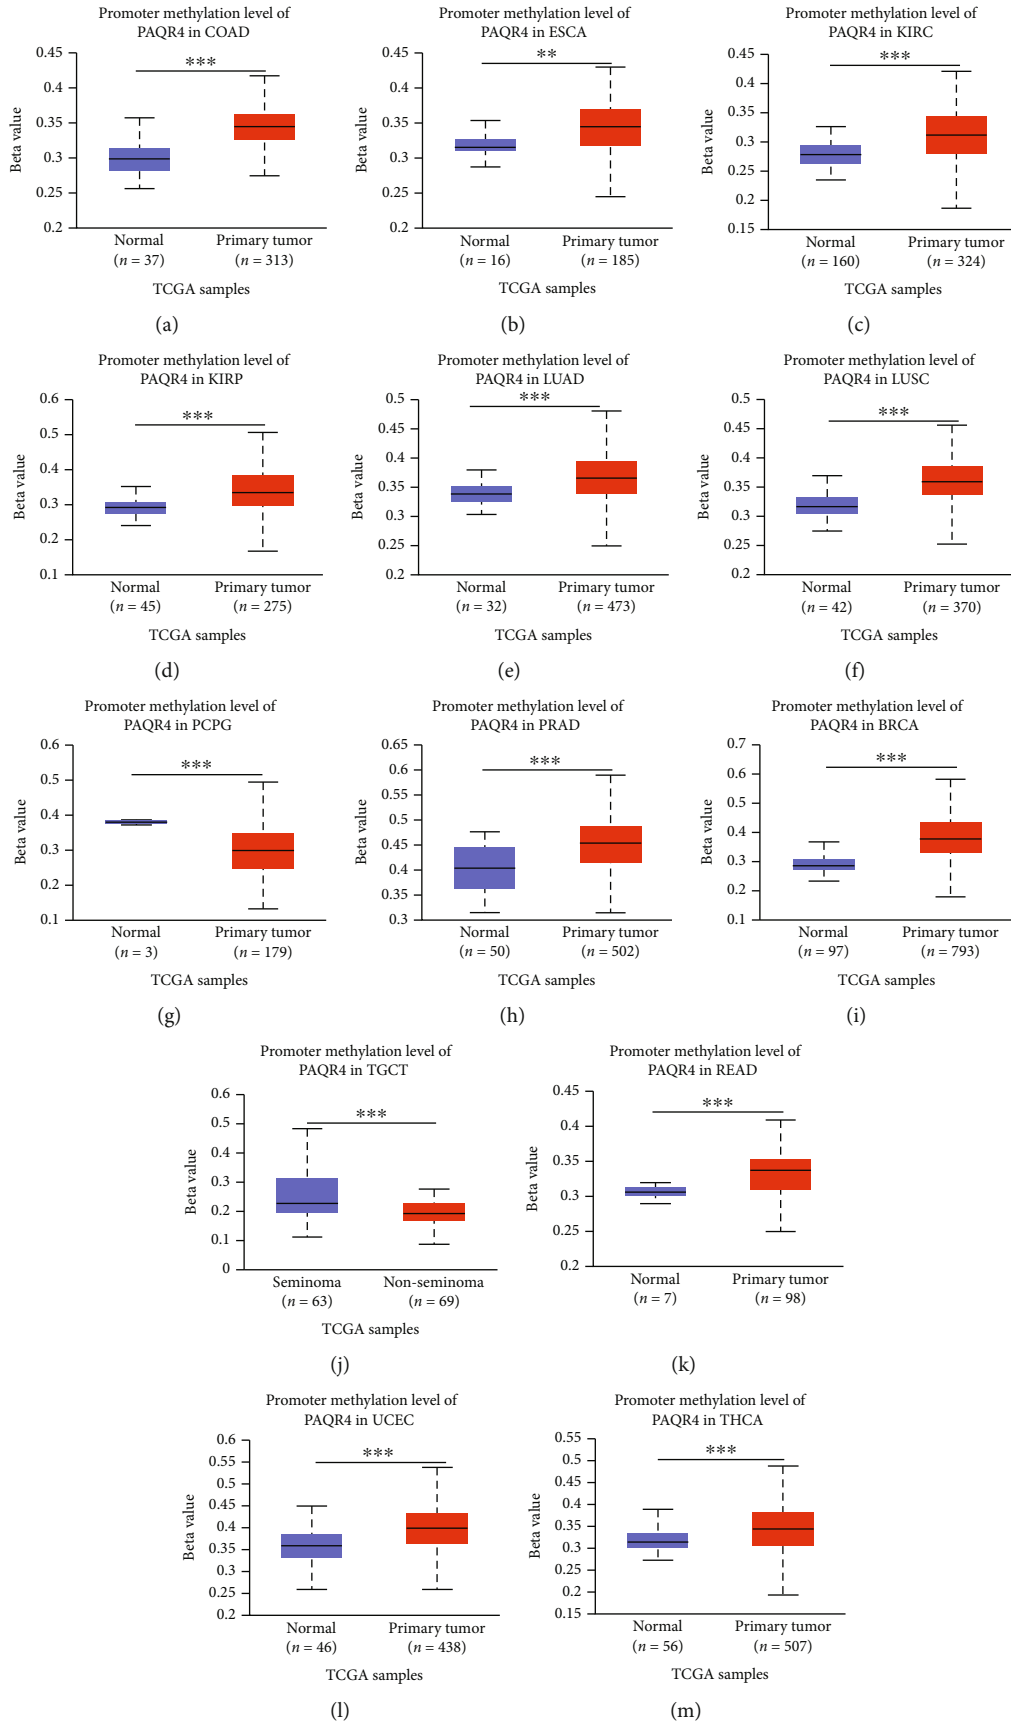 Promoter methylation level of
PAQR4 in COAD
0.45
0.35
0.3
0.25
0.2
Beta value
***
Normal
(n = 37)
Primary tumor
(n = 313)
TCGA samples
(a)
Promoter methylation level of
PAQR4 in ESCA
0.45
0.4
0.35
0.3
0.25
0.2
Beta value
**
Normal
(n = 16)
Primary tumor
(n = 185)
TCGA samples
(b)
Promoter methylation level of
PAQR4 in KIRC
0.45
0.4
0.35
0.3
0.25
0.2
0.15
Beta value
***
Normal
(n = 160)
Primary tumor
(n = 324)
TCGA samples
(c)
Promoter methylation level of
PAQR4 in KIRP
0.6
0.5
0.4
0.3
0.2
0.1
Beta value
***
Normal
(n = 45)
Primary tumor
(n = 275)
TCGA samples
(d)
Promoter methylation level of
PAQR4 in LUAD
0.5
0.45
0.4
0.35
0.3
0.25
0.2
Beta value
***
Normal
(n = 32)
Primary tumor
(n = 473)
TCGA samples
(e)
Promoter methylation level of
PAQR4 in LUSC
0.5
0.45
0.4
0.35
0.3
0.25
0.2
Beta value
***
Normal
(n = 42)
Primary tumor
(n = 370)
TCGA samples
(f)
Promoter methylation level of
PAQR4 in PCPG
0.6
0.5
0.4
0.3
0.2
0.1
Beta value
***
Normal
(n = 3)
Primary tumor
(n = 179)
TCGA samples
(g)
Promoter methylation level of
PAQR4 in PRAD
0.65
0.6
0.55
0.5
0.45
0.4
0.35
0.3
Beta value
***
Normal
(n = 50)
Primary tumor
(n = 502)
TCGA samples
(h)
Promoter methylation level of
PAQR4 in BRCA
0.7
0.6
0.5
0.4
0.3
0.2
0.1
Beta value
***
Normal
(n = 97)
Primary tumor
(n = 793)
TCGA samples
(i)
Promoter methylation level of
PAQR4 in TGCT
0.6
0.5
0.4
0.3
0.2
0.1
0
Beta value
***
Seminoma
(n = 63)
Non-seminoma
(n = 69)
TCGA samples
(j)
Promoter methylation level of
PAQR4 in READ
0.45
0.4
0.35
0.3
0.25
0.2
Beta value
***
Normal
(n = 7)
Primary tumor
(n = 98)
(k)
Promoter methylation level of
PAQR4 in UCEC
0.6
0.55
0.5
0.45
0.4
0.35
0.3
0.25
0.2
Beta value
***
Normal
(n = 46)
Primary tumor
(n = 438)
TCGA samples
(l)
Promoter methylation level of
PAQR4 in THCA
0.55
0.5
0.45
0.4
0.35
0.3
0.25
0.2
0.15
Beta value
***
Normal
(n = 56)
Primary tumor
(n = 507)
TCGA samples
(m)